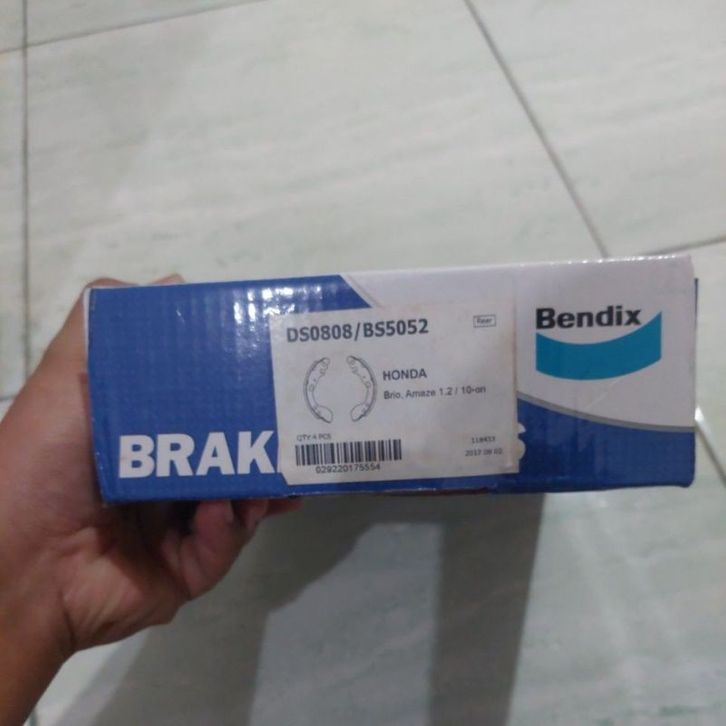 DS0808/BS5052
Rear
Bendix
HONDA
Brio, Amaze 1.2 / 10-on
QTY:4 PCS
118433
2017 09 02
029220175554
BRAK
S